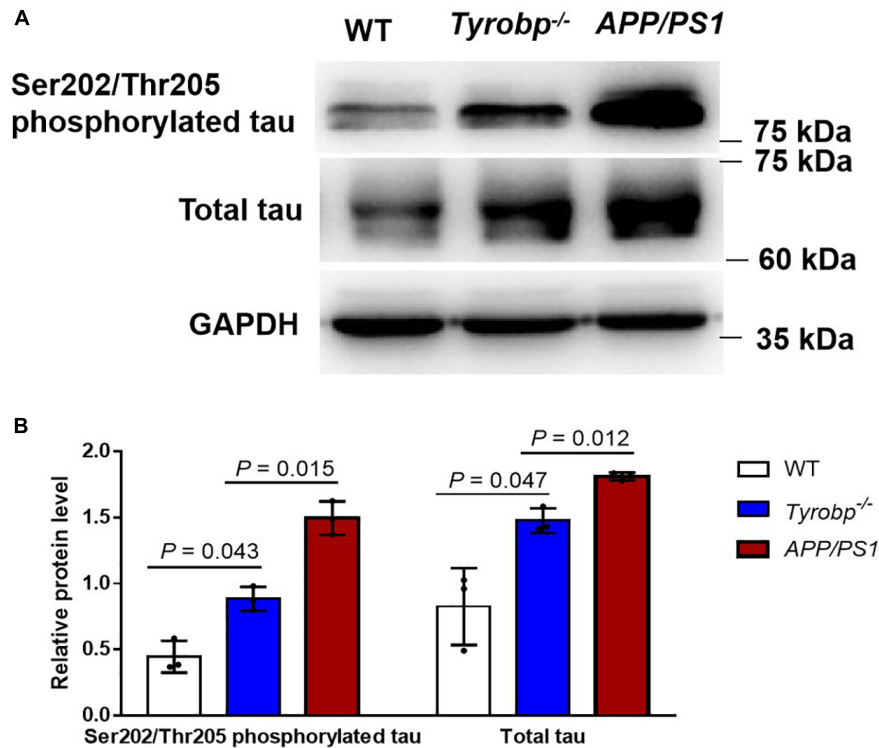 A
WT Tyrobp-/- APP/PS1
Ser202/Thr205
phosphorylated tau
75 kDa
75 kDa
Total tau
60 kDa
GAPDH
35 kDa
B
Relative protein level
2.0
1.5
1.0
0.5
0.0
P = 0.043
P = 0.015
P = 0.047
P = 0.012
WT
Tyrobp-/-
APP/PS1
Ser202/Thr205 phosphorylated tau Total tau